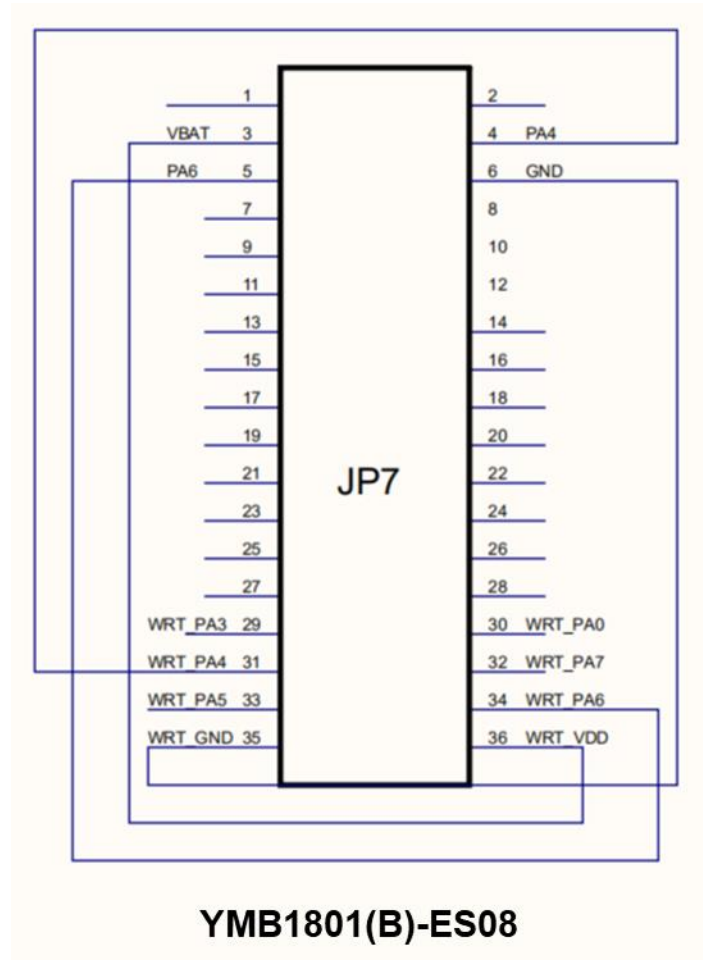 1 2
VBAT 3 4 PA4
PA6 5 6 GND
7 8
9 10
11 12
13 14
15 16
17 18
19 20
21 22
JP7
23 24
25 26
27 28
WRT_PA3 29 30 WRT_PA0
WRT_PA4 31 32 WRT_PA7
WRT_PA5 33 34 WRT_PA6
WRT_GND 35 36 WRT_VDD
YMB1801(B)-ES08